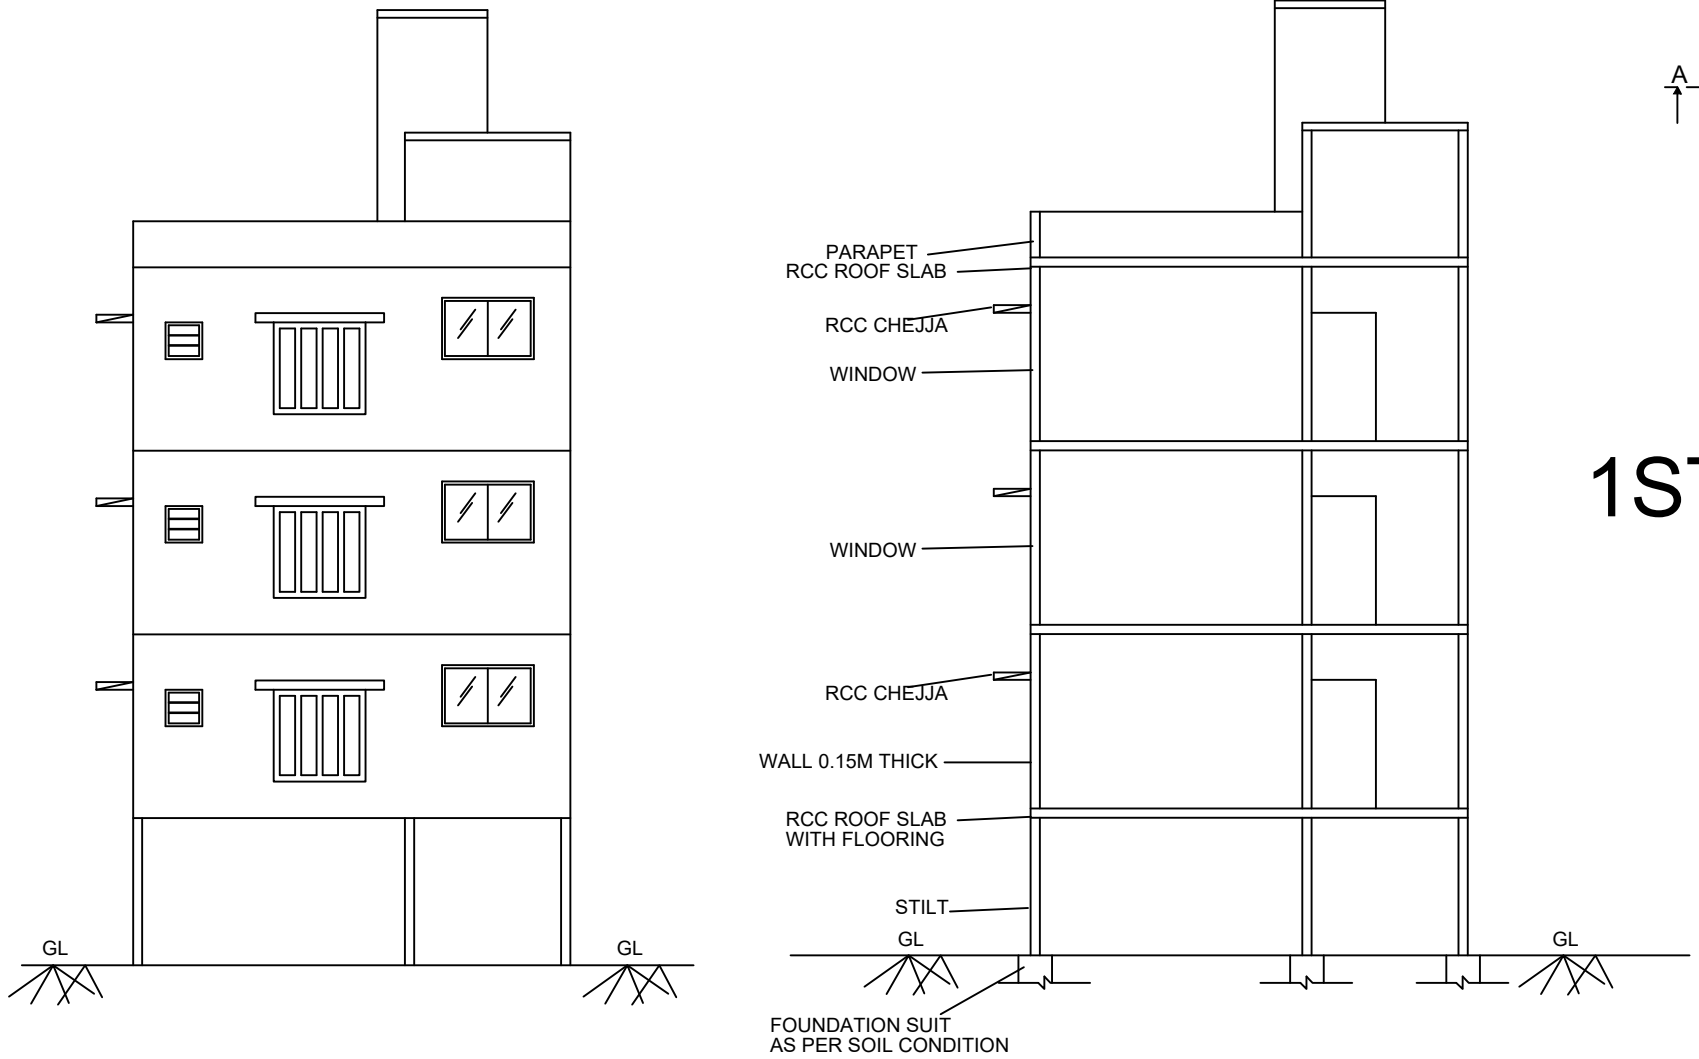 A
PARAPET
RCC ROOF SLAB
RCC CHEJJA
WINDOW
1ST
WINDOW
RCC CHEJJA
WALL 0.15M THICK
RCC ROOF SLAB
WITH FLOORING
STILT
GL
GL
GL
GL
FOUNDATION SUIT
AS PER SOIL CONDITION